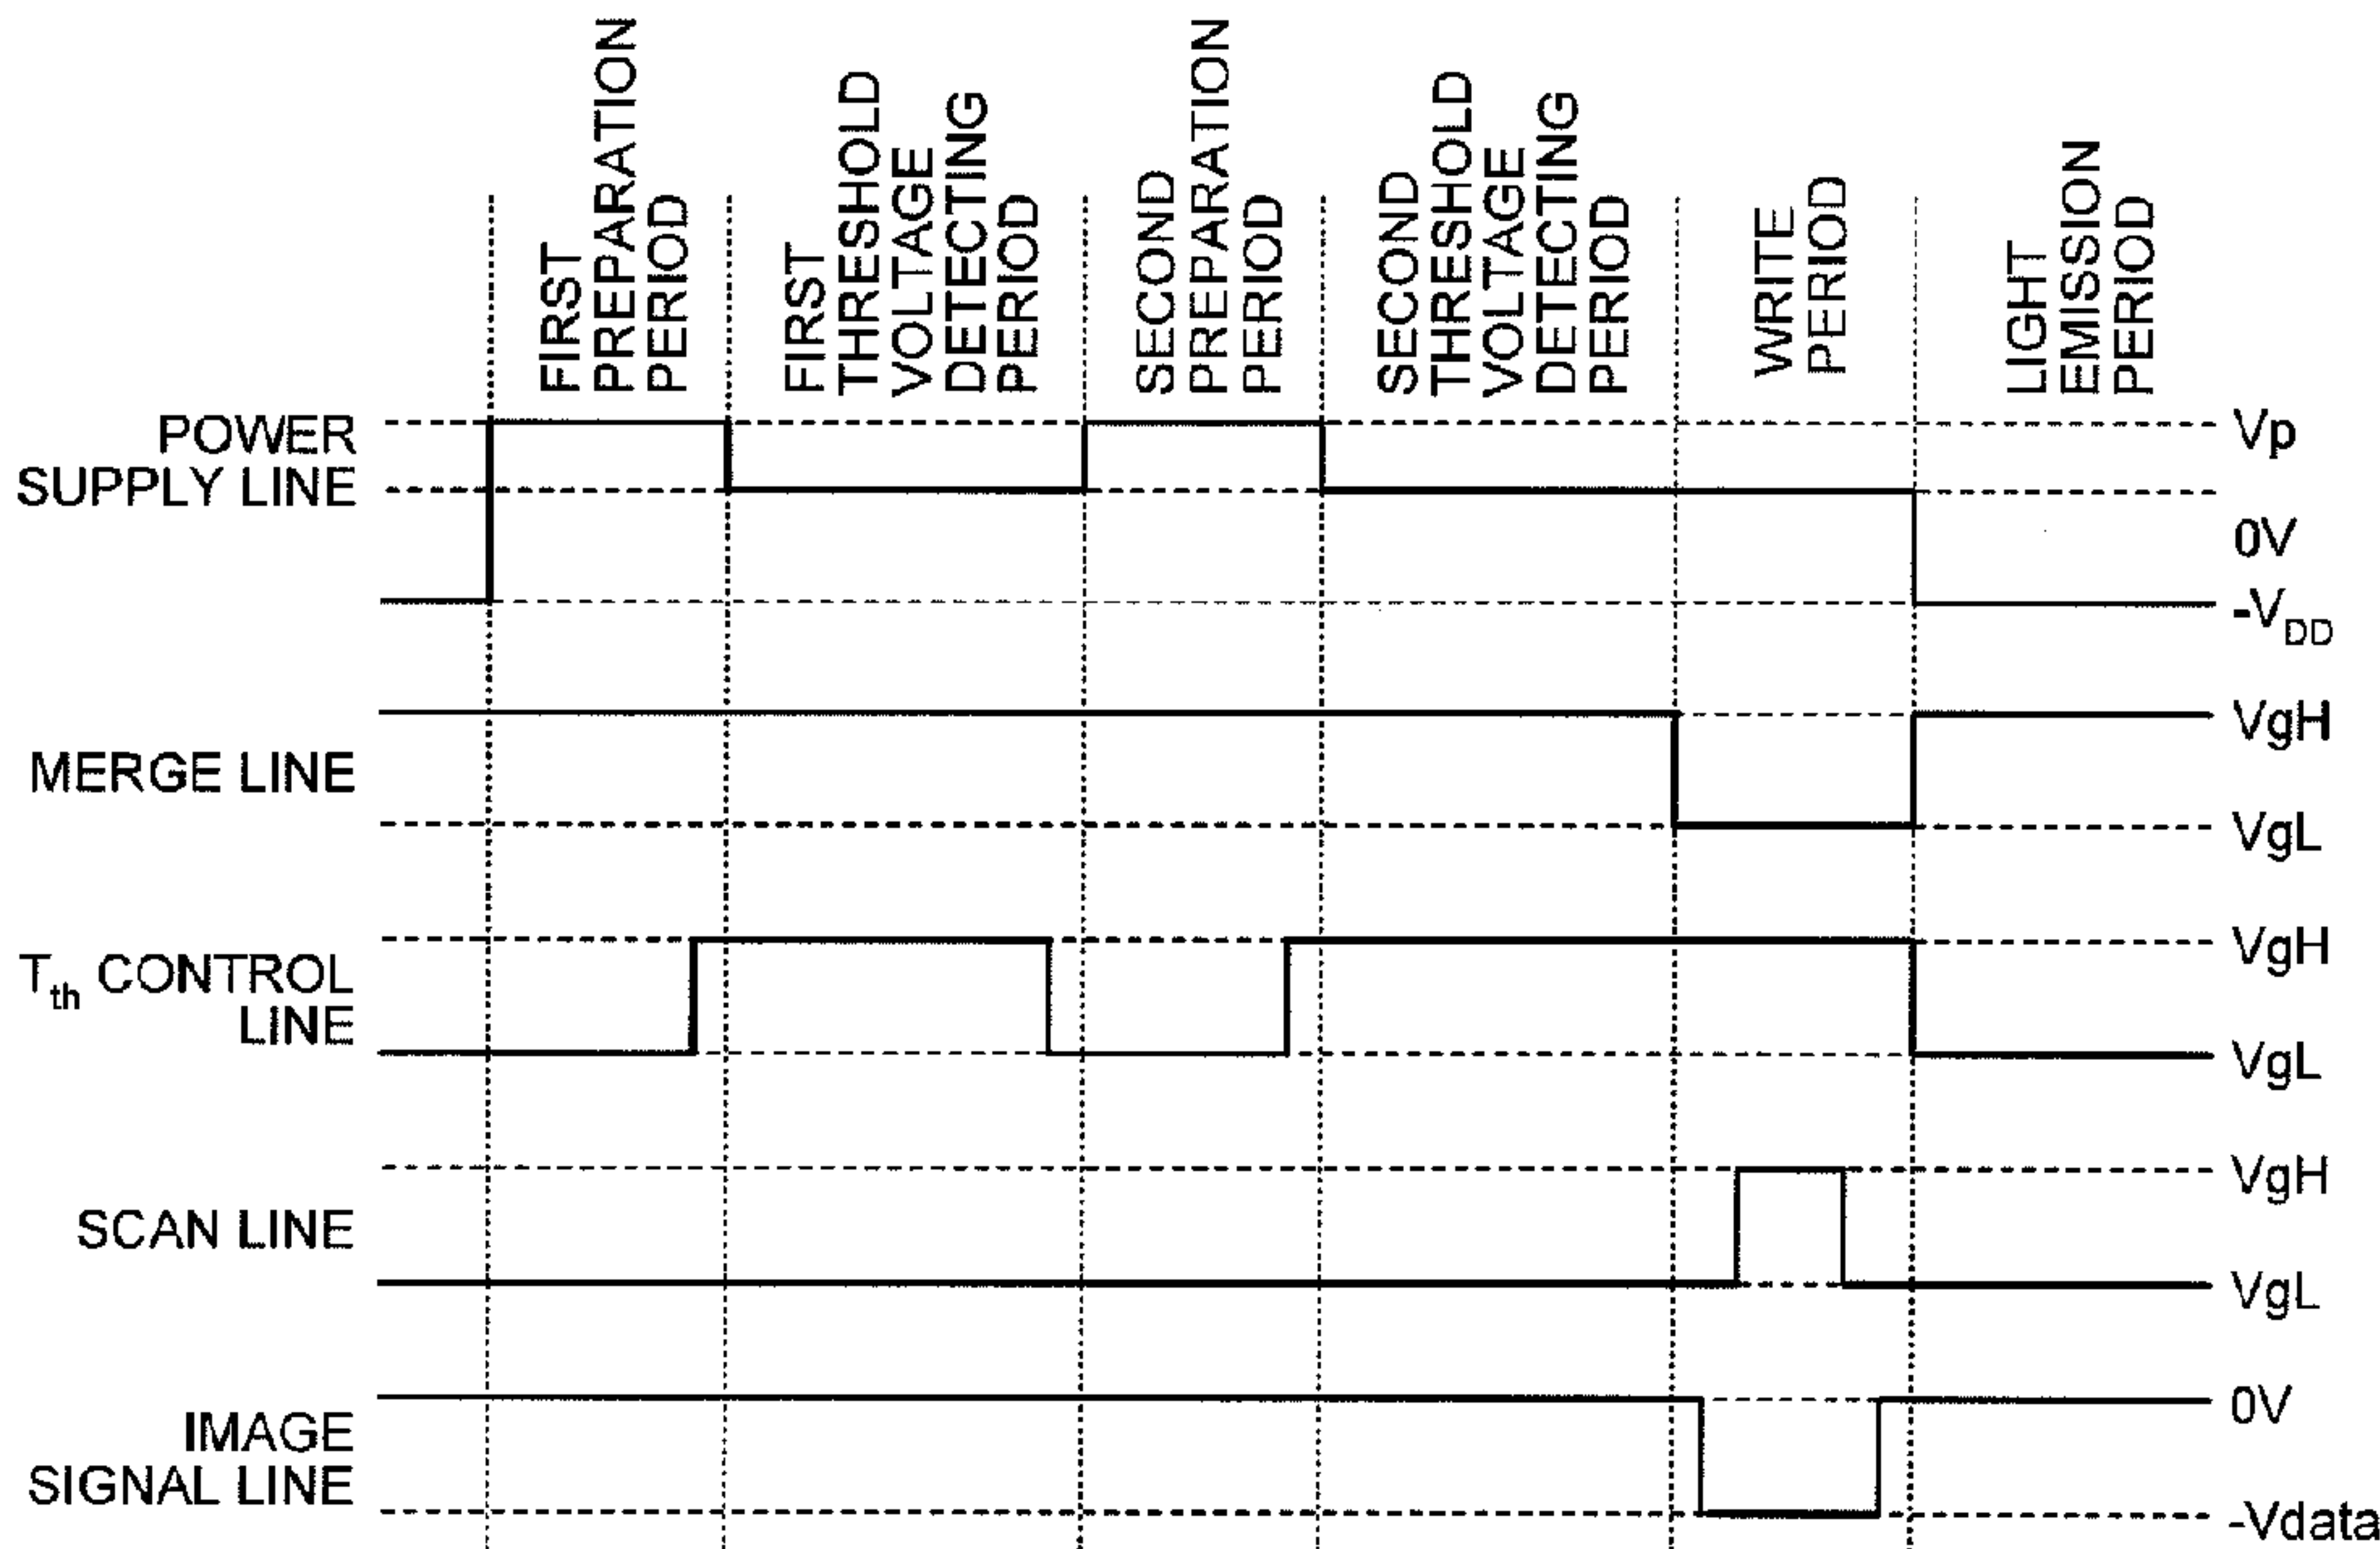 FIRST
PREPARATION
PERIOD
FIRST
THRESHOLD
VOLTAGE
DETECTING
PERIOD
SECOND
PREPARATION
PERIOD
SECOND
THRESHOLD
VOLTAGE
DETECTING
PERIOD
WRITE
PERIOD
LIGHT
EMISSION
PERIOD
POWER
SUPPLY LINE
Vp
0V
-VDD
MERGE LINE
VgH
VgL
Tth CONTROL
LINE
VgH
VgL
SCAN LINE
VgH
VgL
IMAGE
SIGNAL LINE
0V
-Vdata